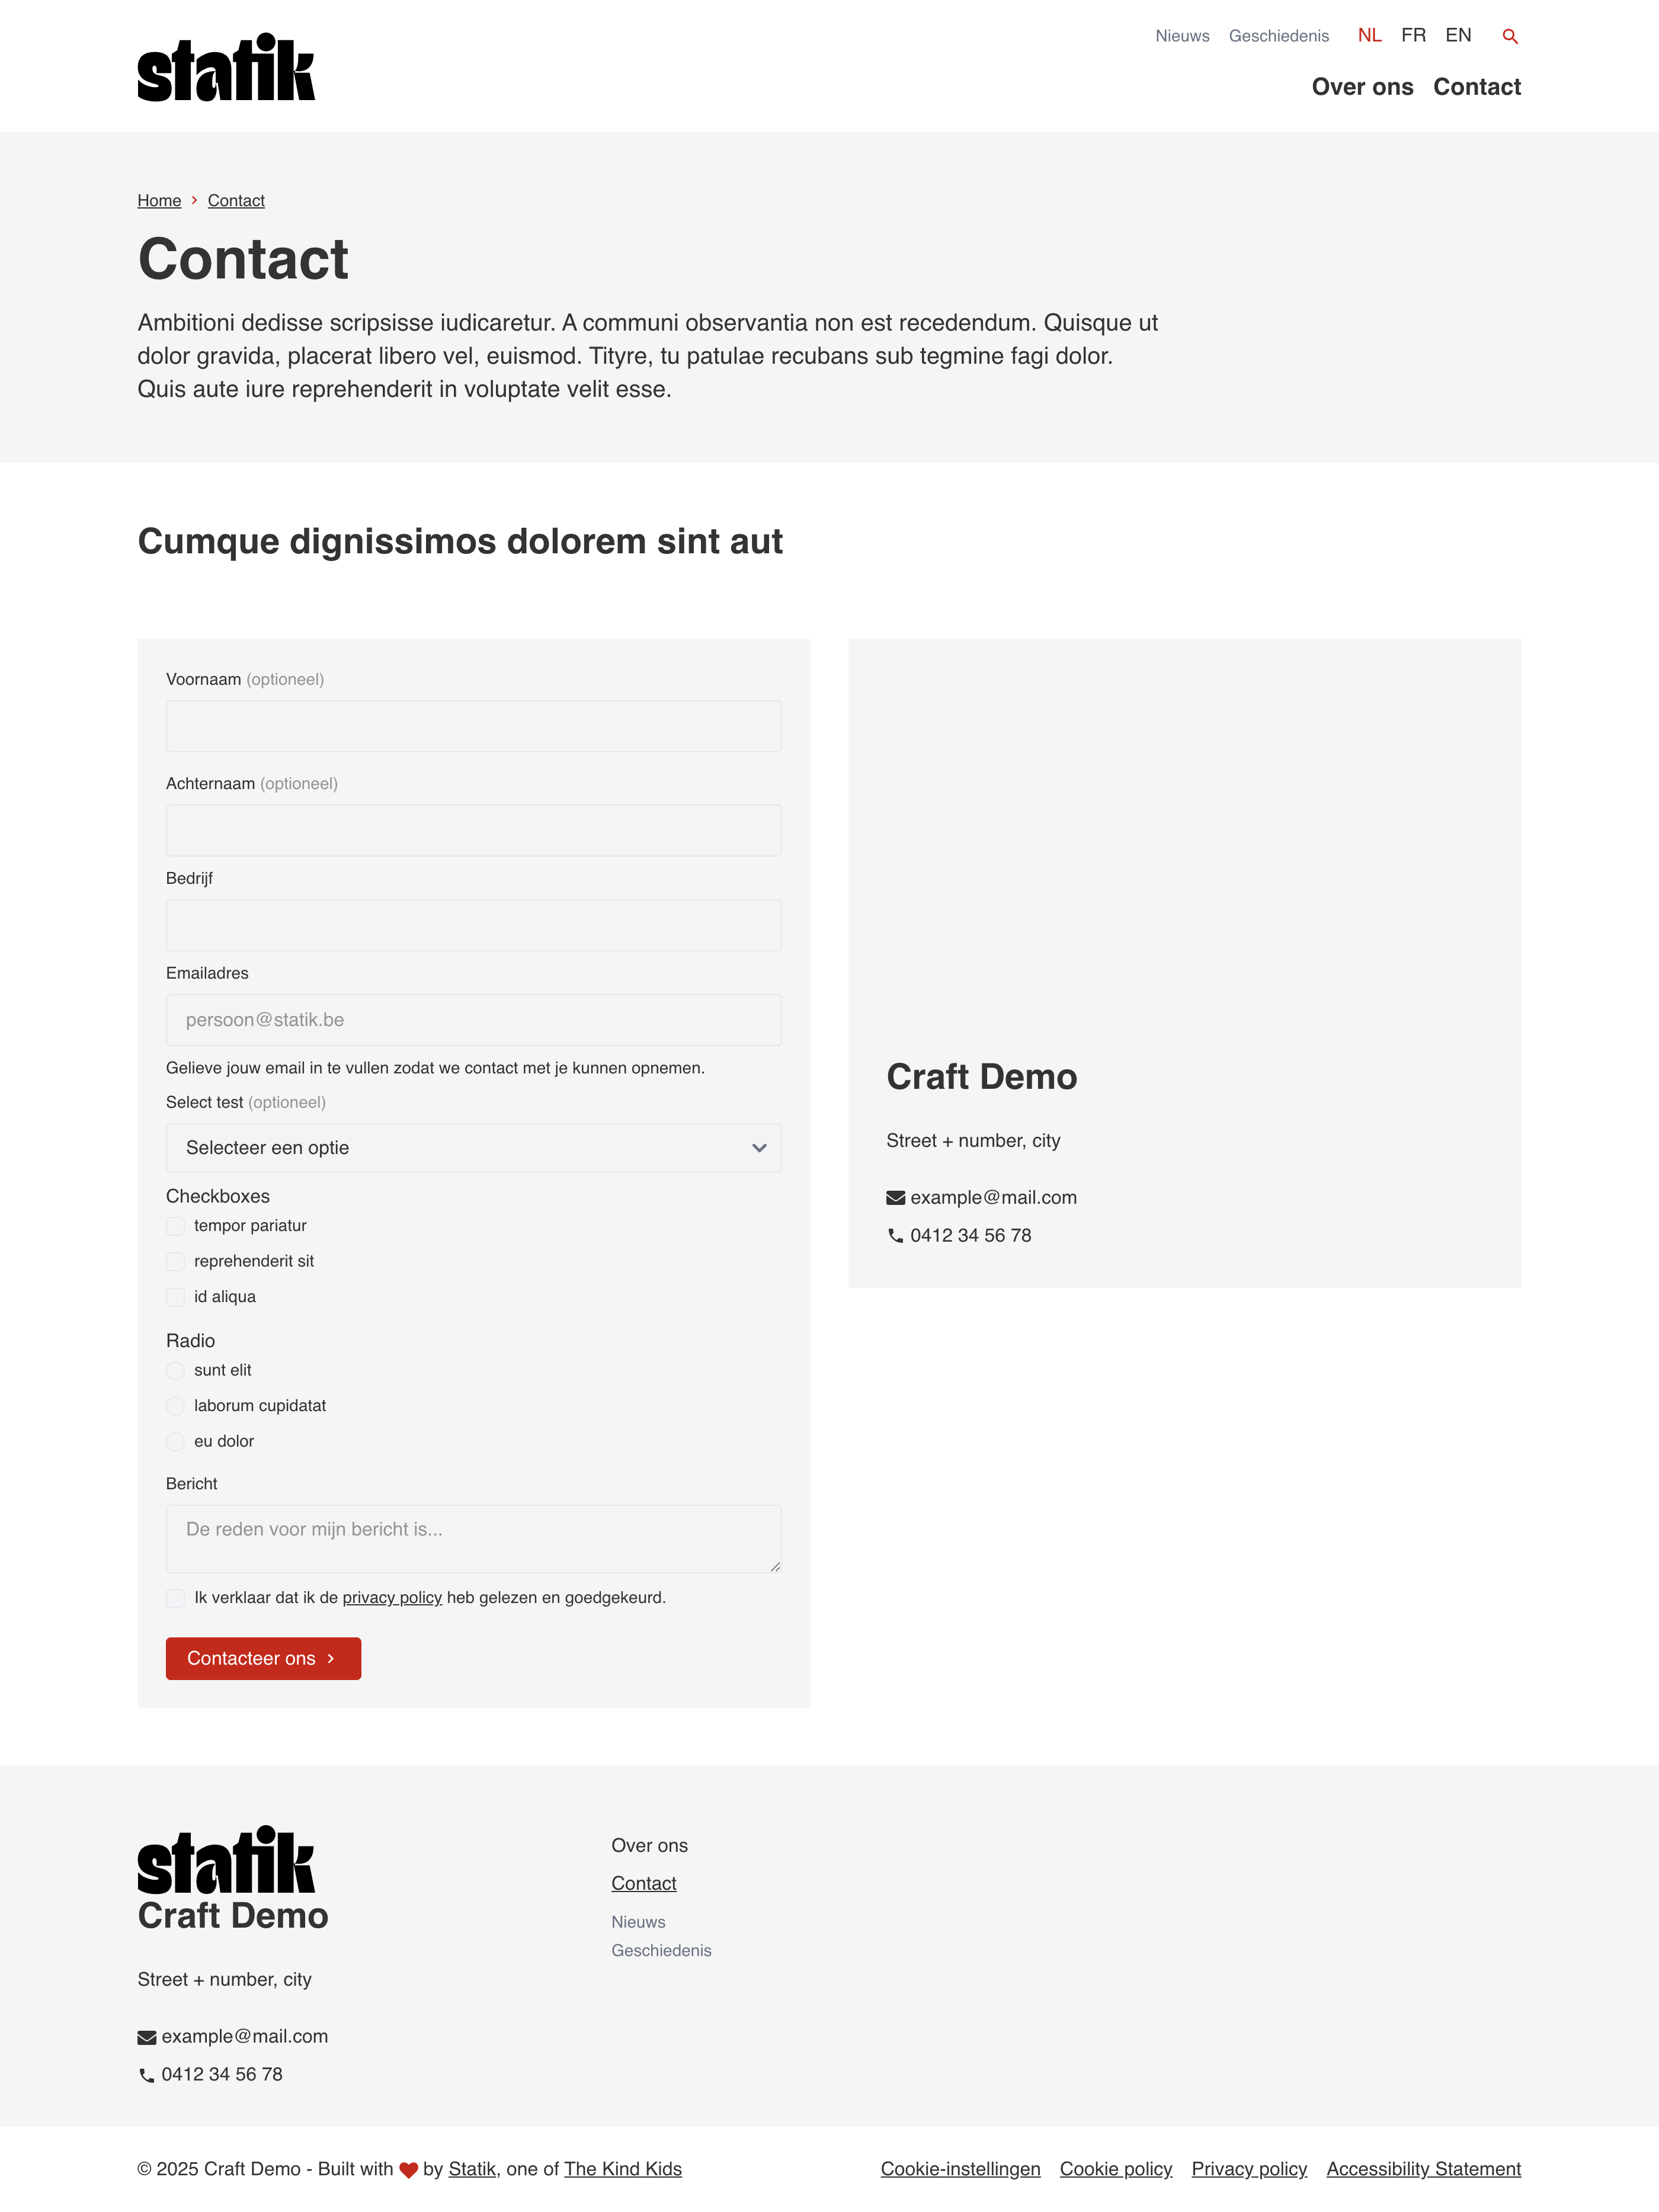 statik
Nieuws Geschiedenis NL FR EN
Over ons Contact
Home > Contact
Contact
Ambitioni dedisse scripsisse iudicaretur. A communi observantia non est recedendum. Quisque ut
dolor gravida, placerat libero vel, euismod. Tityre, tu patulae recubans sub tegmine fagi dolor.
Quis aute iure reprehenderit in voluptate velit esse.
Cumque dignissimos dolorem sint aut
Voornaam (optioneel)
Achternaam (optioneel)
Bedrijf
Emailadres
persoon@statik.be
Gelieve jouw email in te vullen zodat we contact met je kunnen opnemen.
Select test (optioneel)
Selecteer een optie
Checkboxes
tempor pariatur
reprehenderit sit
id aliqua
Radio
sunt elit
laborum cupidatat
eu dolor
Bericht
De reden voor mijn bericht is...
Ik verklaar dat ik de privacy policy heb gelezen en goedgekeurd.
Contacteer ons >
Craft Demo
Street + number, city
example@mail.com
0412 34 56 78
statik
Craft Demo
Street + number, city
example@mail.com
0412 34 56 78
Over ons
Contact
Nieuws
Geschiedenis
© 2025 Craft Demo - Built with ❤ by Statik, one of The Kind Kids
Cookie-instellingen Cookie policy Privacy policy Accessibility Statement